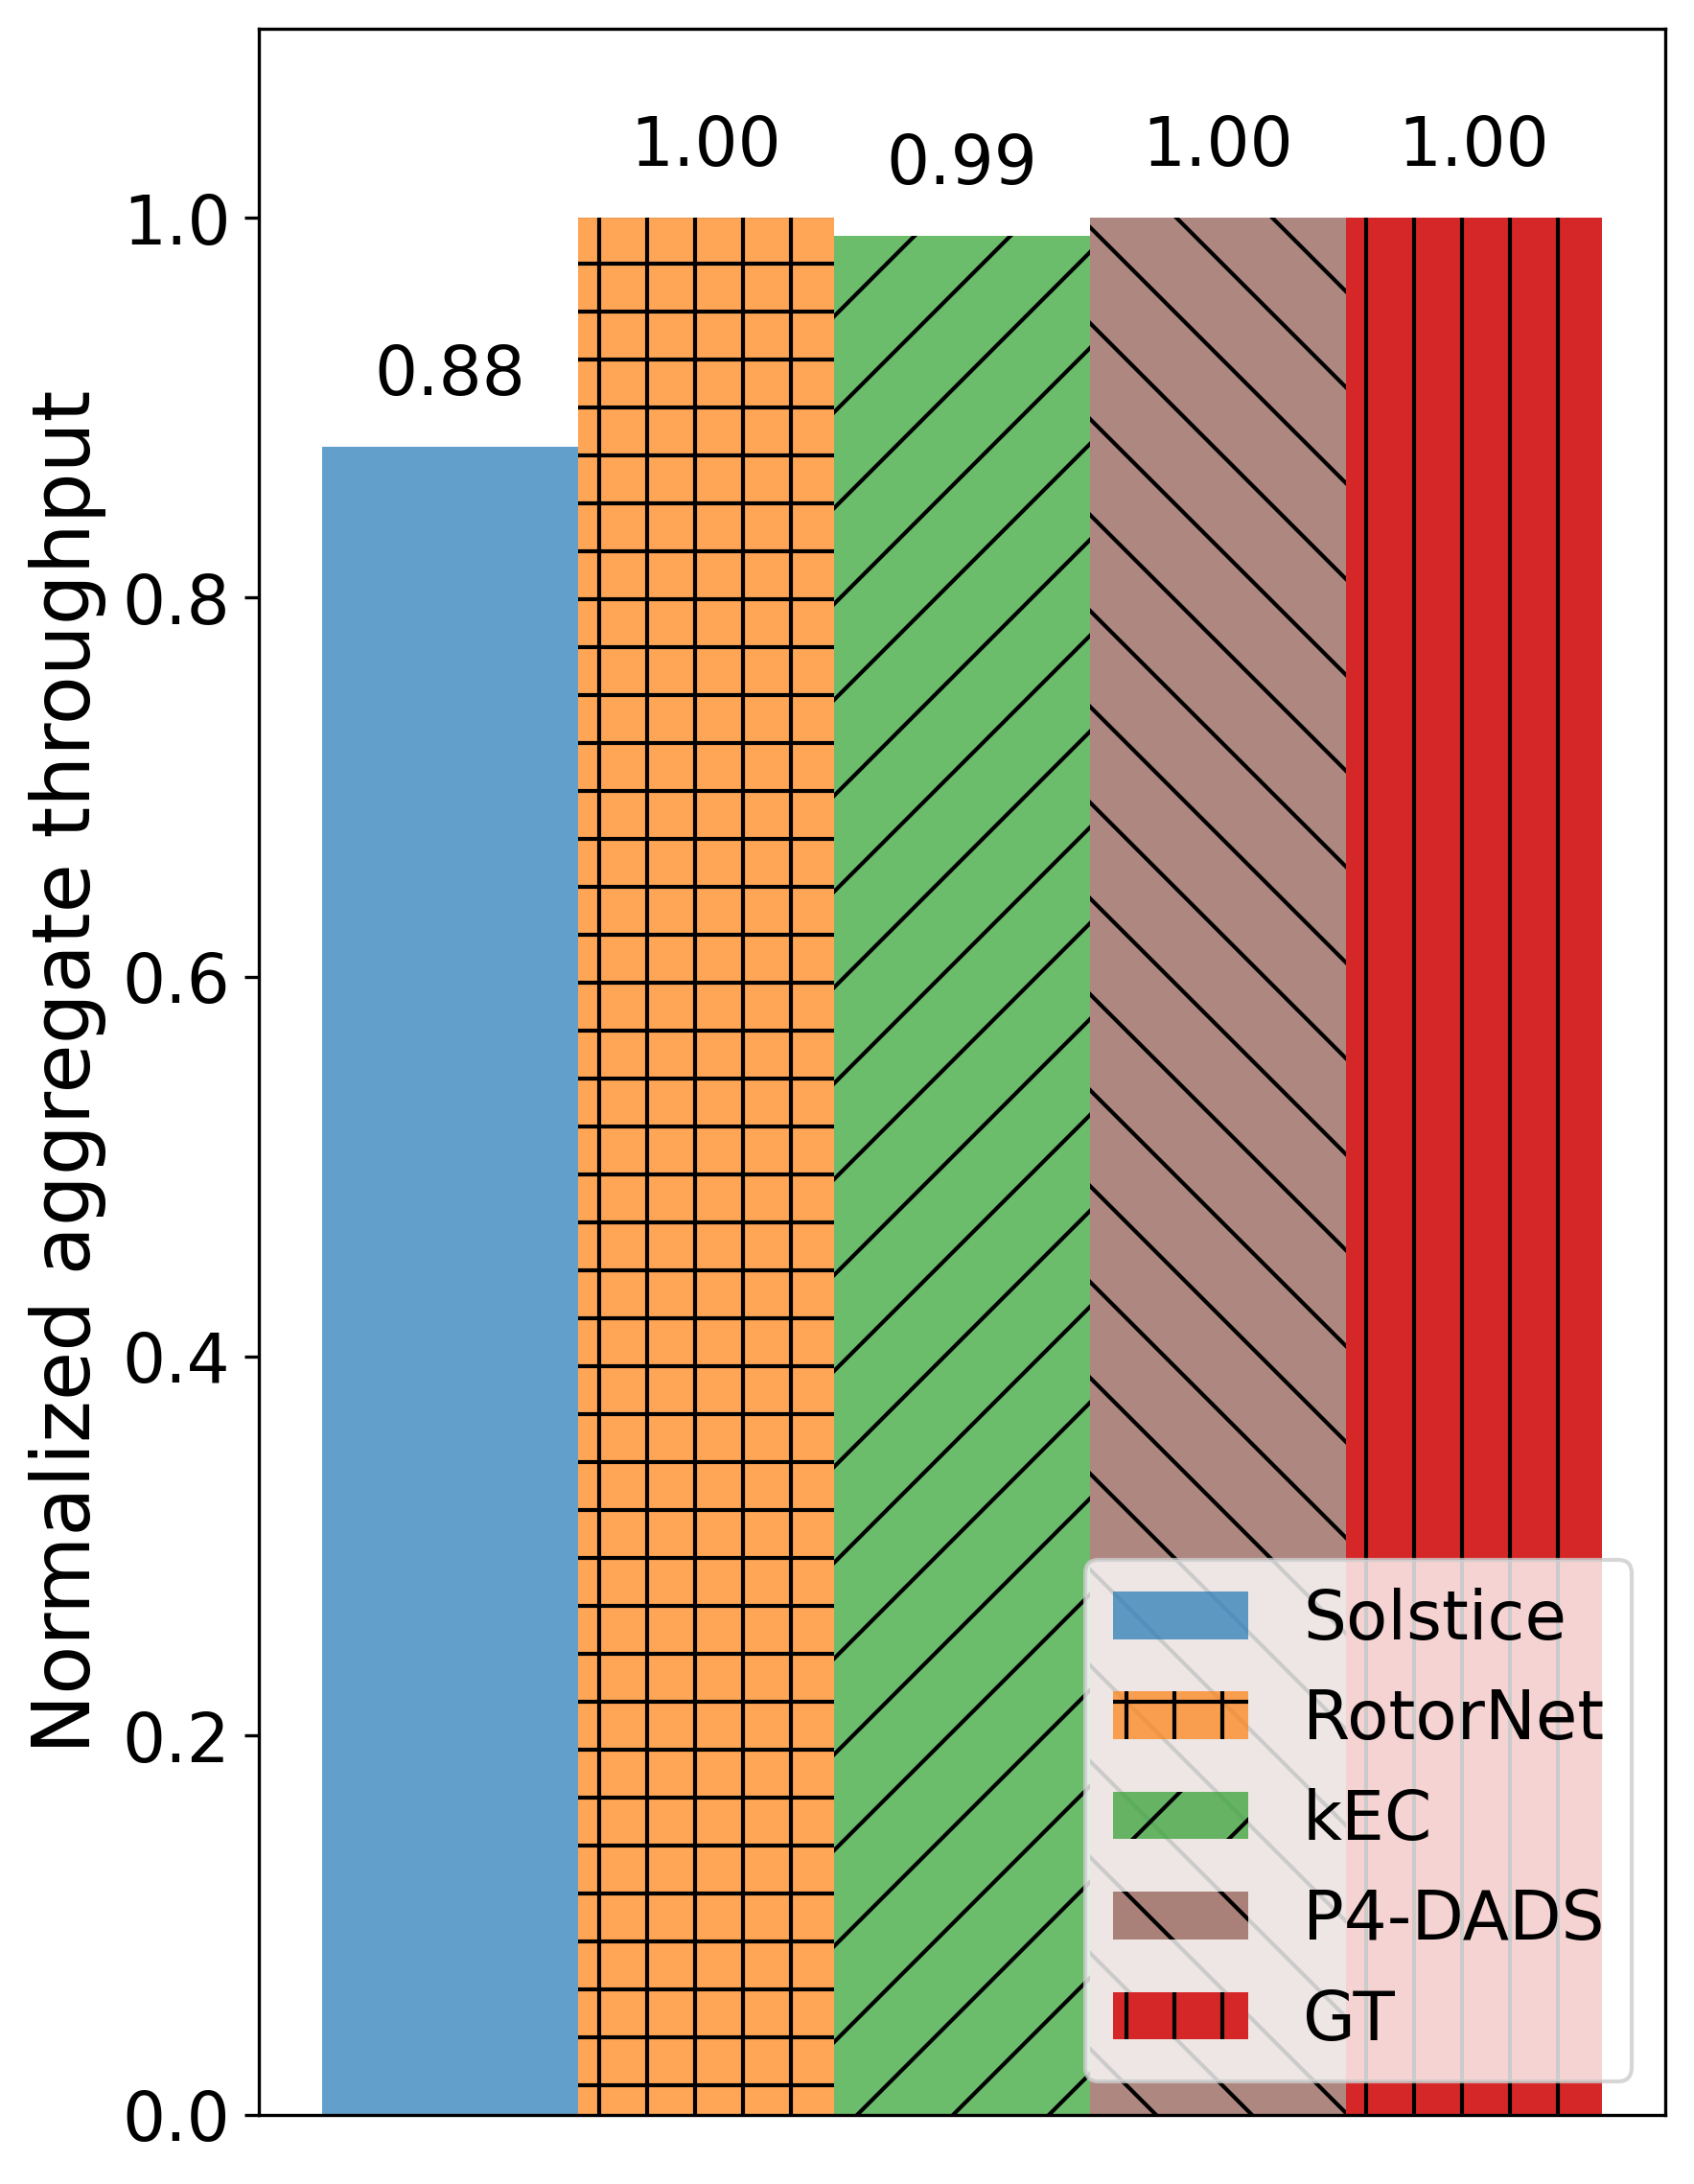 Normalized aggregate throughput
1.0
0.8
0.6
0.4
0.2
0.0
0.88
1.00
0.99
1.00
1.00
Solstice
RotorNet
kEC
P4-DADS
GT